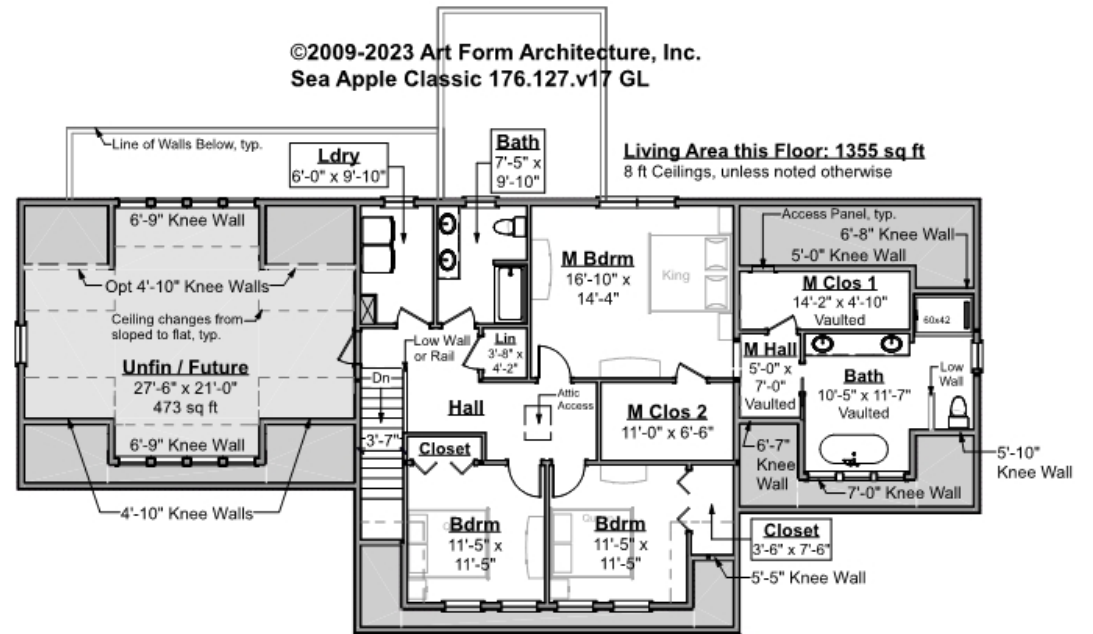 ©2009-2023 Art Form Architecture, Inc.
Sea Apple Classic 176.127.v17 GL
Line of Walls Below, typ.
Ldry
6'-0" x 9'-10"
Bath
7'-5" x
9'-10"
Living Area this Floor: 1355 sq ft
8 ft Ceilings, unless noted otherwise
6'-9" Knee Wall
Opt 4'-10" Knee Walls
Ceiling changes from
sloped to flat, typ.
Unfin / Future
27'-6" x 21'-0"
473 sq ft
6'-9" Knee Wall
4'-10" Knee Walls
M Bdrm
16'-10" x
14'-4"
King
Access Panel, typ.
6'-8" Knee Wall
5'-0" Knee Wall
M Clos 1
14'-2" x 4'-10"
Vaulted
60x42
Low Wall
or Rail
Lin
3'-8" x
4'-2"
M Hall
5'-0" x
7'-0"
Vaulted
Bath
10'-5" x 11'-7"
Vaulted
Low
Wall
Dn
3'-7"
Hall
Attic
Access
M Clos 2
11'-0" x 6'-6"
Closet
6'-7"
Knee
Wall
5'-10"
Knee Wall
7'-0" Knee Wall
Bdrm
11'-5" x
11'-5"
Bdrm
11'-5" x
11'-5"
Closet
3'-6" x 7'-6"
5'-5" Knee Wall